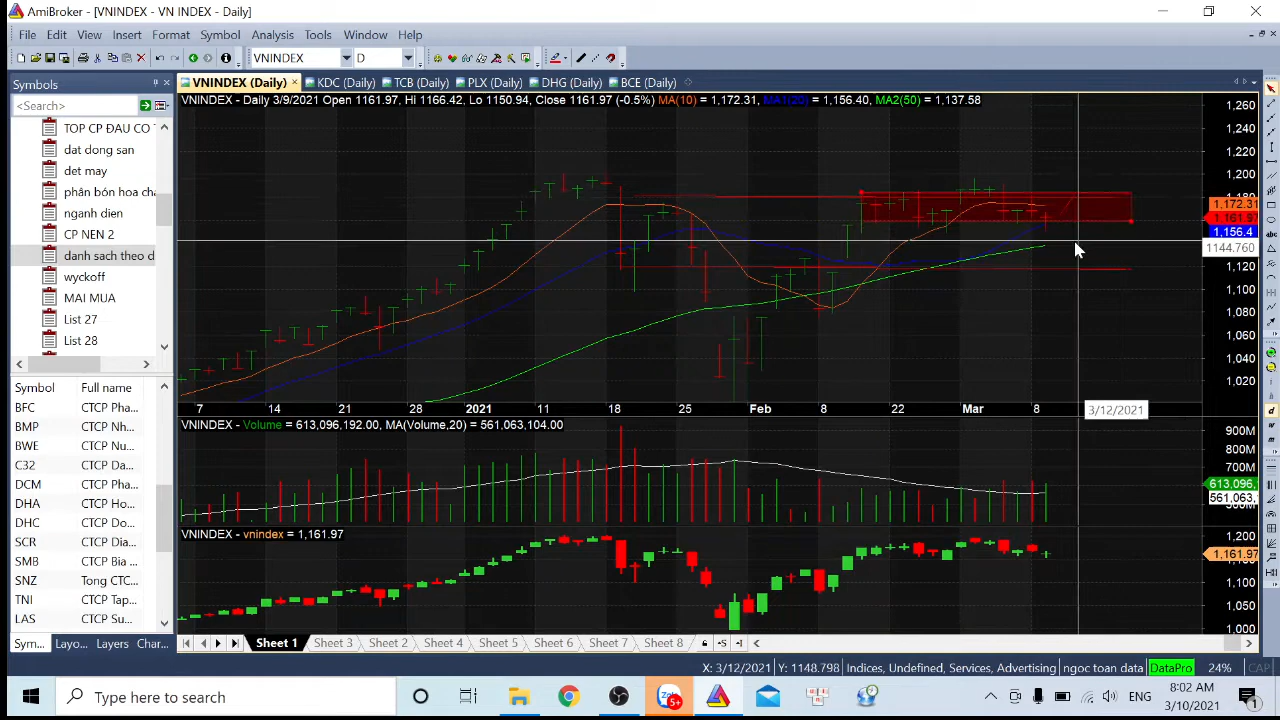 AmiBroker - [VNINDEX - VN INDEX - Daily]
File Edit View Insert Format Symbol Analysis Tools Window Help
VNINDEX D
Symbols
VNINDEX (Daily) KDC (Daily) TCB (Daily) PLX (Daily) DHG (Daily) BCE (Daily)
<Search>
VNINDEX - Daily 3/9/2021 Open 1161.97, Hi 1166.42, Lo 1150.94, Close 1161.97 (-0.5%) MA(10) = 1,172.31, MA1(20) = 1,156.40, MA2(50) = 1,137.58
TOP CP ĐAU CO
dat dong san
det may
phân bón hoa chấ
nganh dien
CP NEN 2
danh sách theo d
wyckoff
MAI MUA
List 27
List 28
1,260
1,240
1,220
1,200
1,180
1,172.31
1,161.97
1,156.4
1144.760
1,120
1,100
1,080
1,060
1,040
1,020
7 14 21 28 2021 11 18 25 Feb 8 22 Mar 8 3/12/2021
Symbol Full name
BFC CTCP Pha...
BMP CTCP Nh...
BWE CTCP Nư...
C32 CTCP Da...
DCM CTCP Pha...
DHA CTCP Ho...
DHC CTCP Do...
SCR CTCP Dia...
SMB CTCP Bia ...
SNZ Tong CTC...
TNI CTCP Tap...
AS CTCP Su...
VNINDEX - Volume = 613,096,192.00, MA(Volume,20) = 561,063,104.00
900M
800M
700M
613,096,
561,063,1
VNINDEX - vnindex = 1,161.97
1,200
1,161.97
1,100
1,050
1,000
Sym... Layo... Layers Char...
Sheet 1 Sheet 3 Sheet 2 Sheet 4 Sheet 5 Sheet 6 Sheet 7 Sheet 8
X: 3/12/2021 Y: 1148.798 Indices, Undefined, Services, Advertising ngoc toan data DataPro 24% CAP
Type here to search
5+
ENG
8:02 AM
3/10/2021
1